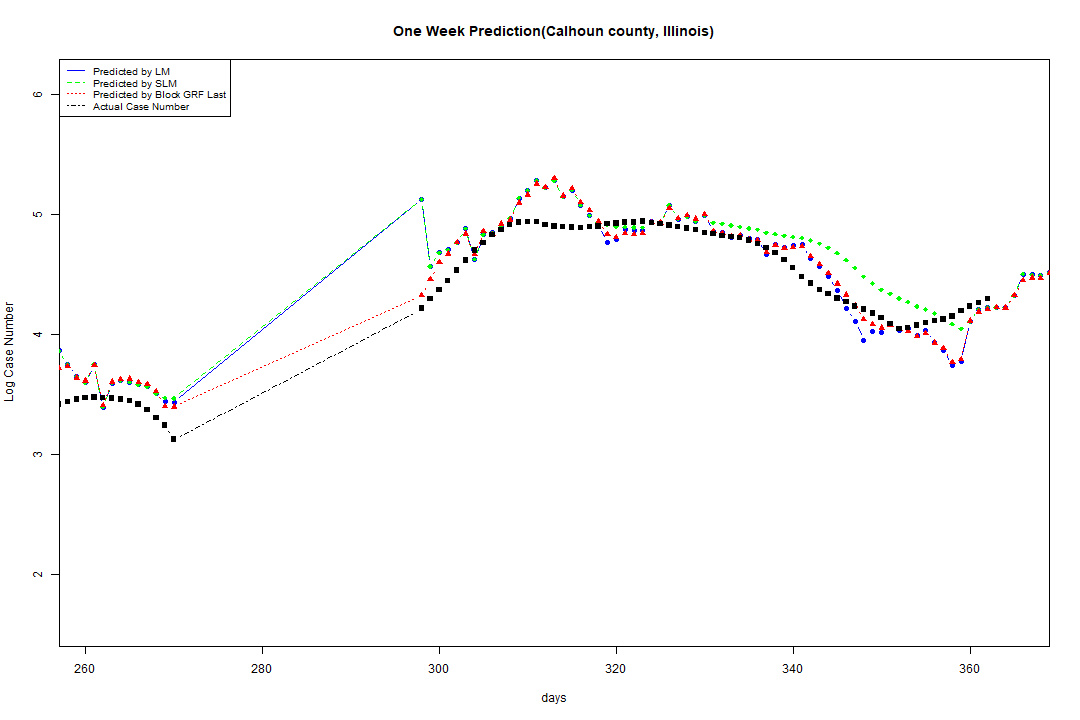 One Week Prediction(Calhoun county, Illinois)
Predicted by LM
Predicted by SLM
Predicted by Block GRF Last
Actual Case Number
6
5
4
3
2
Log Case Number
260 280 300 320 340 360
days